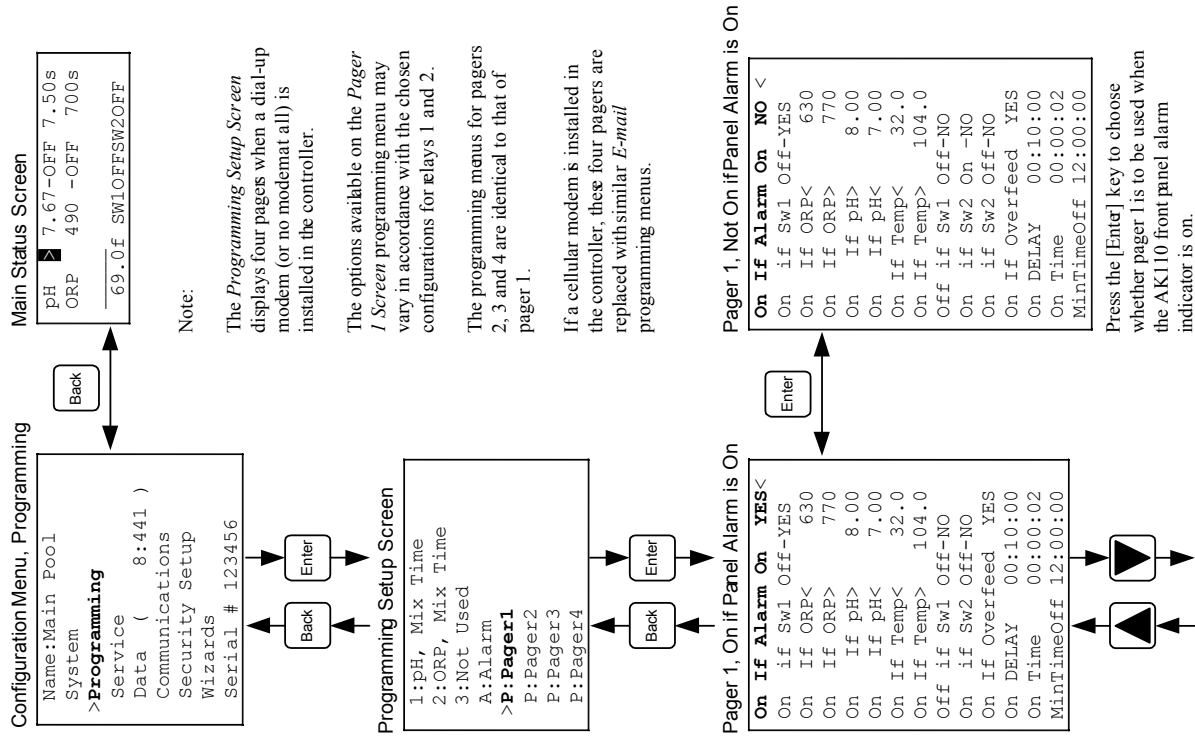 Configuration Menu, Programming
Name:Main Pool
System
>Programming
Service
Data ( 8:441 )
Communications
Security Setup
Wizards
Serial # 123456
Back
Main Status Screen
pH > 7.67-OFF 7.50s
ORP 490 -OFF 700s
69.0f SW1OFFSW2OFF
Back
Enter
Note:
The Programming Setup Screen
displays four pagers when a dial-up
modem (or no modemat all) is
installed in the controller.
The options available on the Pager
1 Screen programming menu may
vary in accordance with the chosen
configurations for relays 1 and 2.
The programming menus for pagers
2, 3 and 4 are identical to that of
pager 1.
If a cellular modem is installed in
the controller, these four pagers are
replaced with similar E-mail
programming menus.
Programming Setup Screen
1:pH, Mix Time
2:ORP, Mix Time
3:Not Used
A:Alarm
>P:Pager1
P:Pager2
P:Pager3
P:Pager4
Back
Enter
Pager 1, On if Panel Alarm is On
On If Alarm On YES<
On if Sw1 Off-YES
On If ORP< 630
On If ORP> 770
On If pH> 8.00
On If pH< 7.00
On If Temp< 32.0
On If Temp> 104.0
Off if Sw1 Off-NO
On if Sw2 On -NO
On if Sw2 Off-NO
On If Overfeed YES
On DELAY 00:10:00
On Time 00:00:02
MinTimeOff 12:00:00
Enter
Pager 1, Not On if Panel Alarm is On
On If Alarm On NO <
On if Sw1 Off-YES
On If ORP< 630
On If ORP> 770
On If pH> 8.00
On If pH< 7.00
On If Temp< 32.0
On If Temp> 104.0
Off if Sw1 Off-NO
On if Sw2 On -NO
On if Sw2 Off-NO
On If Overfeed YES
On DELAY 00:10:00
On Time 00:00:02
MinTimeOff 12:00:00
Press the [Enter] key to choose
whether pager 1 is to be used when
the AK110 front panel alarm
indicator is on.